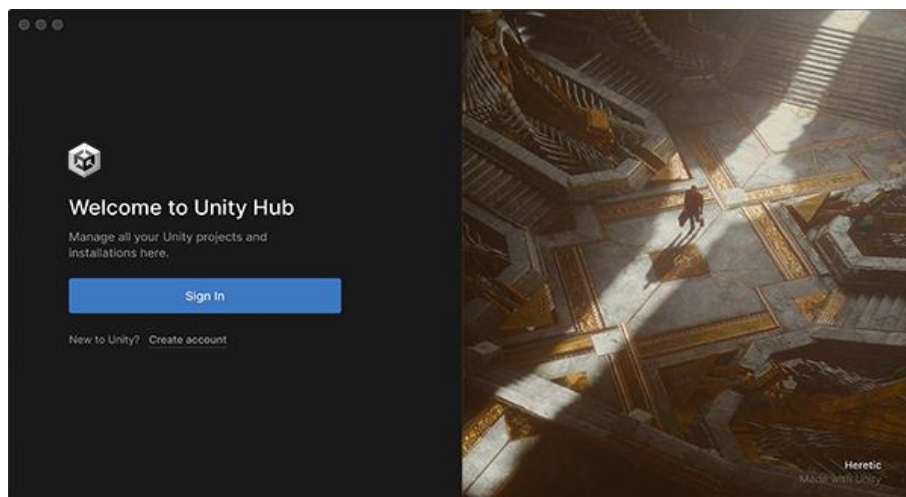 Welcome to Unity Hub
Manage all your Unity projects and
installations here.
Sign In
New to Unity? Create account
Heretic
Made with Unity